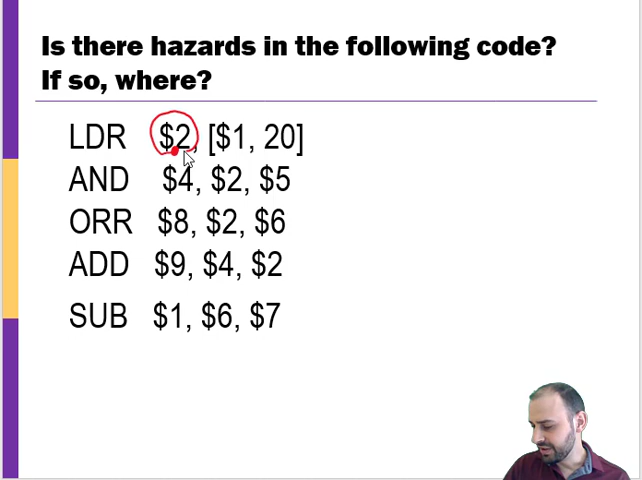 Is there hazards in the following code?
If so, where?
LDR $2, [$1, 20]
AND $4, $2, $5
ORR $8, $2, $6
ADD $9, $4, $2
SUB $1, $6, $7